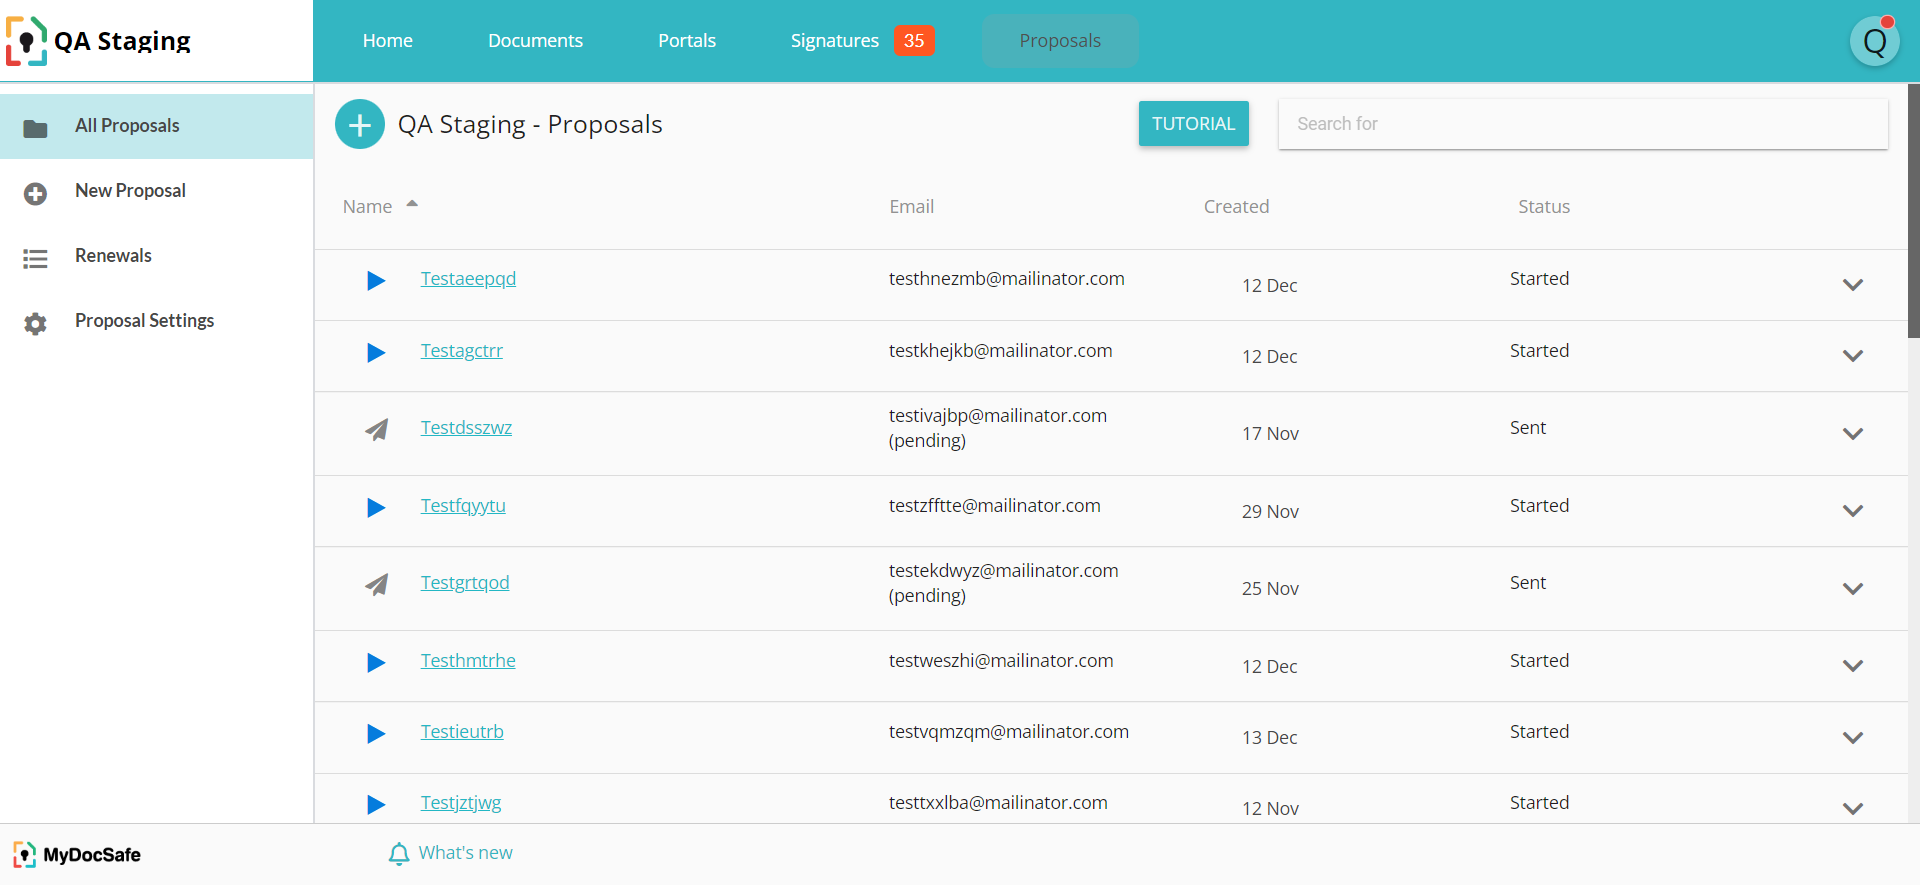 QA Staging
Home
Documents
Portals
Signatures 35
Proposals
Q
All Proposals
New Proposal
Renewals
Proposal Settings
QA Staging - Proposals
TUTORIAL
Search for
Name
Email
Created
Status
Testaeepqd
testhnezmb@mailinator.com
12 Dec
Started
Testagctrr
testkhejkb@mailinator.com
12 Dec
Started
Testdsszwz
testivajbp@mailinator.com
(pending)
17 Nov
Sent
Testfqyytu
testzfftte@mailinator.com
29 Nov
Started
Testgrtqod
testekdwyz@mailinator.com
(pending)
25 Nov
Sent
Testhmtrhe
testweszhi@mailinator.com
12 Dec
Started
Testieutrb
testvqmzqm@mailinator.com
13 Dec
Started
Testjztjwg
testtxxlba@mailinator.com
12 Nov
Started
MyDocSafe
What's new